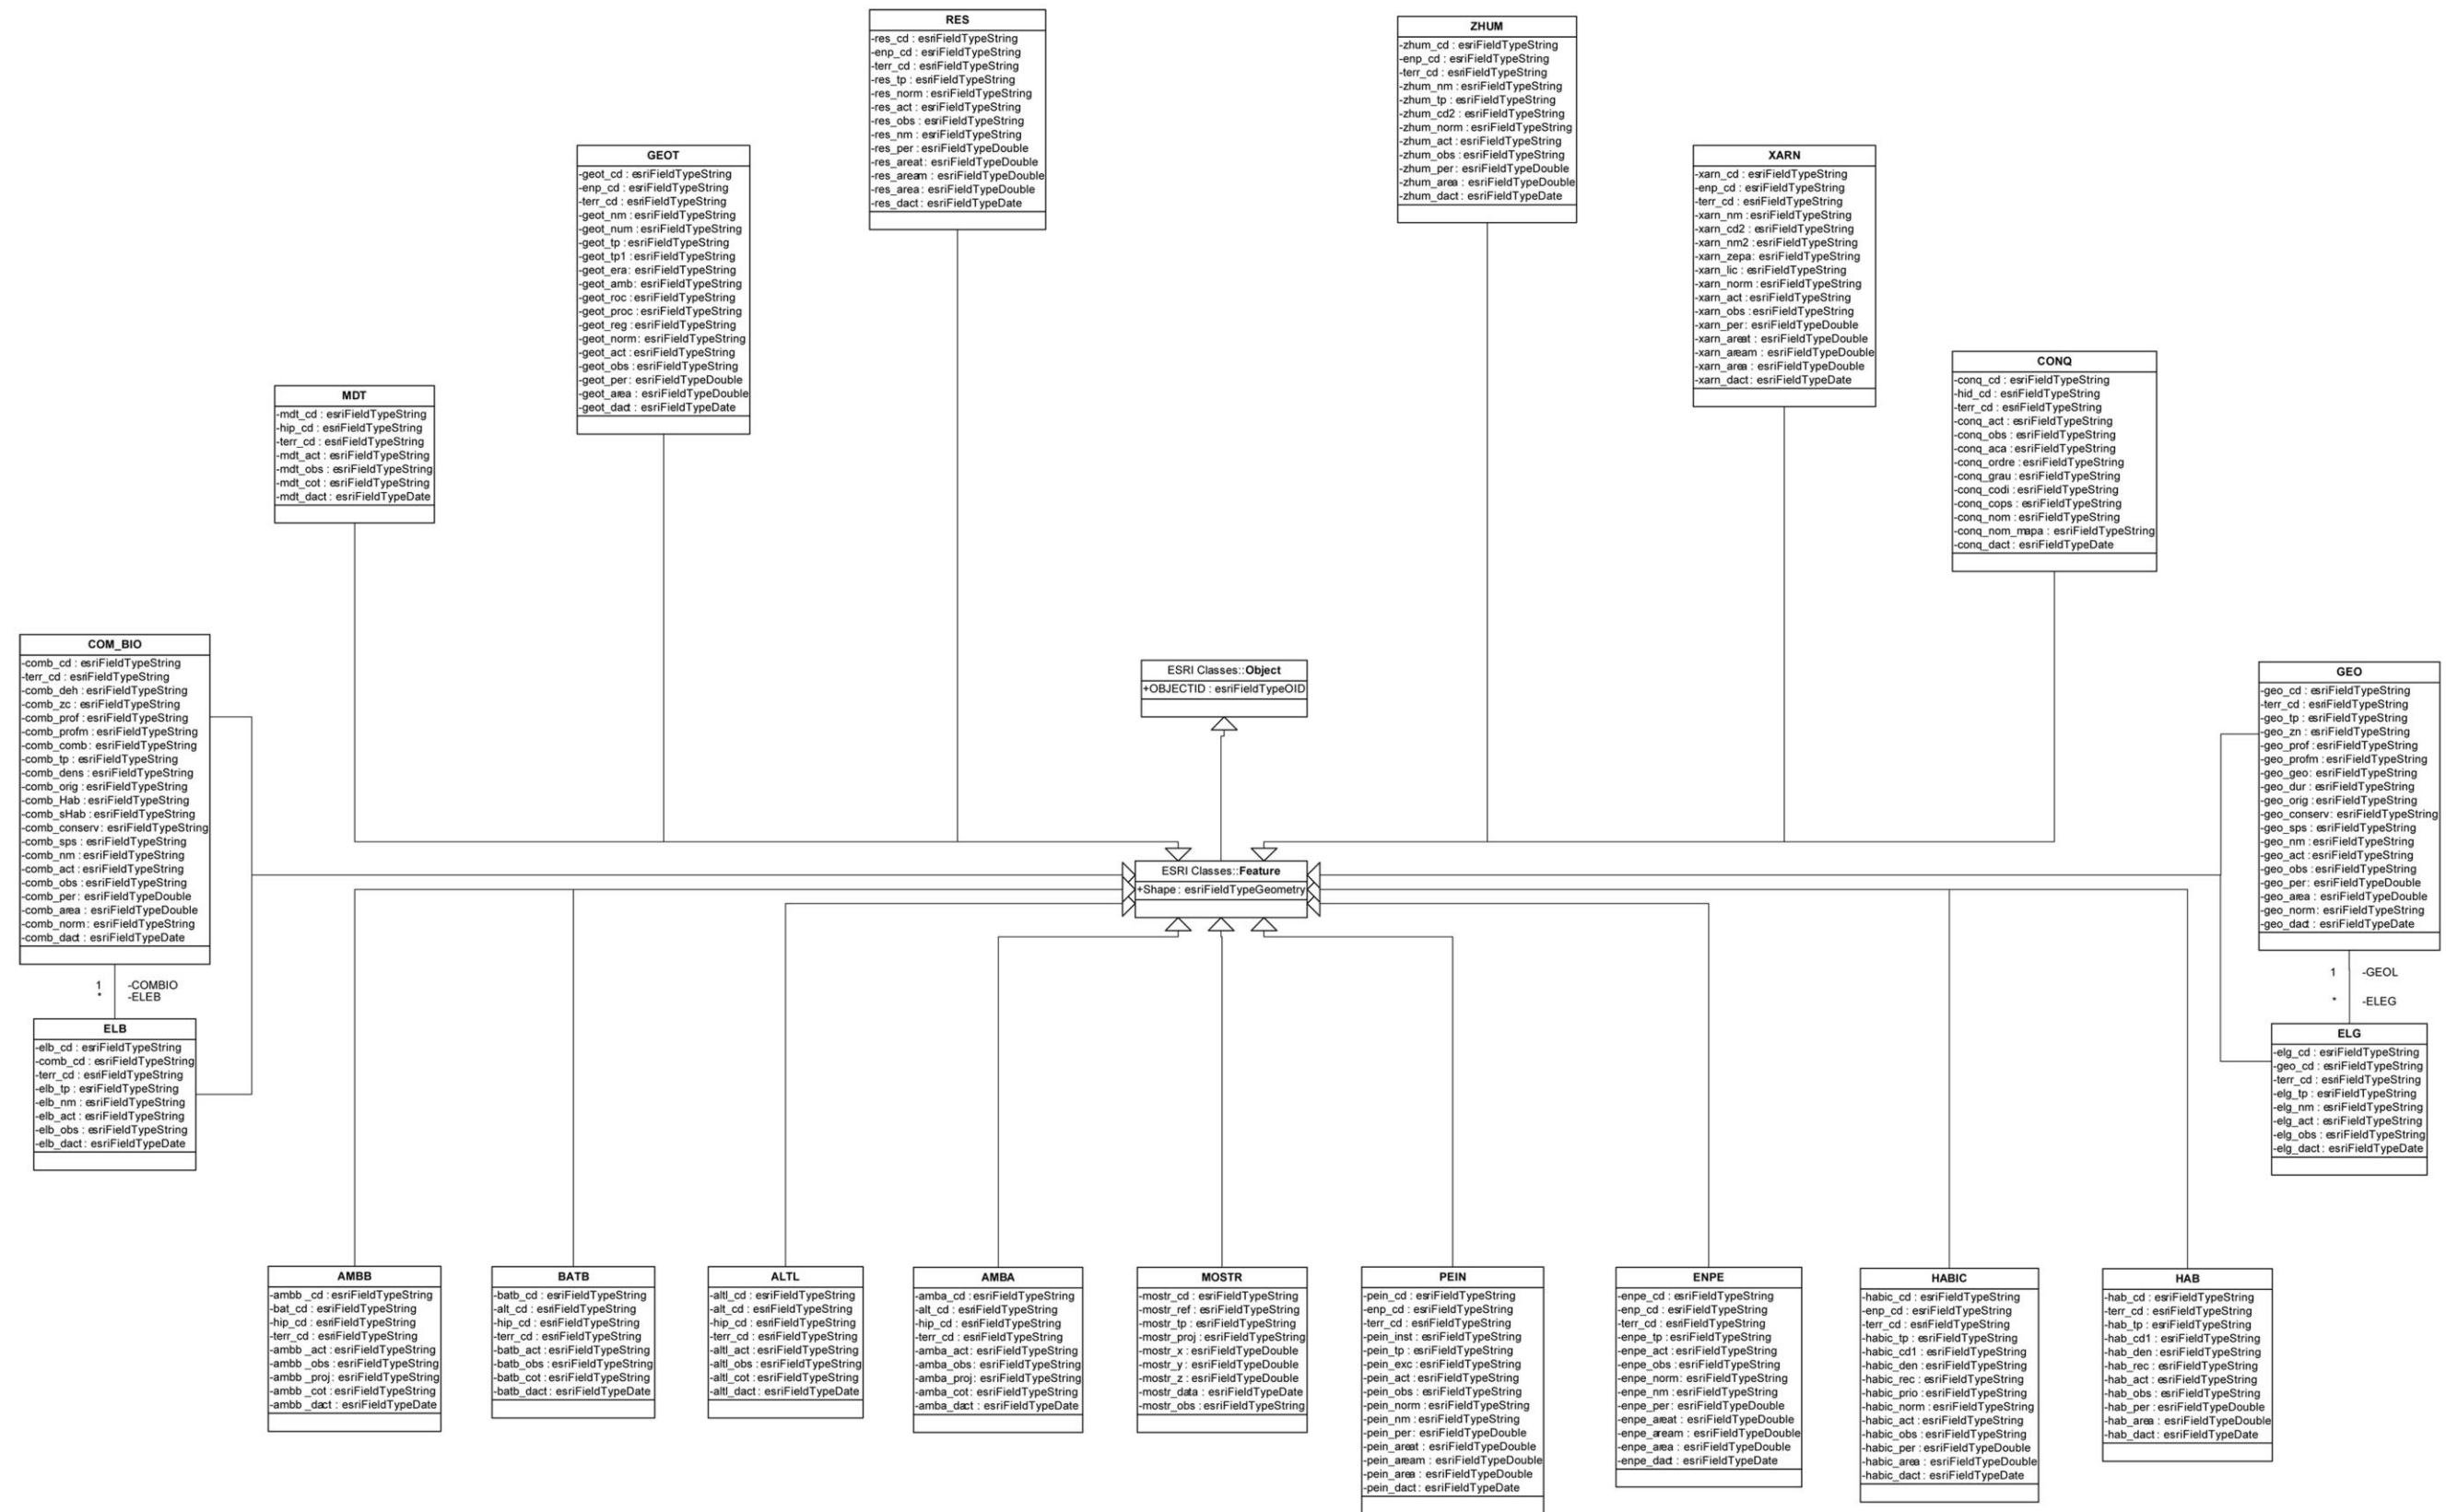 RES
-res_cd : esriFieldTypeString
-enp_cd : esriFieldTypeString
-terr_cd : esriFieldTypeString
-res_tp : esriFieldTypeString
-res_norm : esriFieldTypeString
-res_act : esriFieldTypeString
-res_obs : esriFieldTypeString
-res_nm : esriFieldTypeString
-res_per : esriFieldTypeDouble
-res_areat : esriFieldTypeDouble
-res_aream : esriFieldTypeDouble
-res_area : esriFieldTypeDouble
-res_dact : esriFieldTypeDate
ZHUM
-zhum_cd : esriFieldTypeString
-enp_cd : esriFieldTypeString
-terr_cd : esriFieldTypeString
-zhum_nm : esriFieldTypeString
-zhum_tp : esriFieldTypeString
-zhum_cd2 : esriFieldTypeString
-zhum_norm : esriFieldTypeString
-zhum_act : esriFieldTypeString
-zhum_obs : esriFieldTypeString
-zhum_per : esriFieldTypeDouble
-zhum_area : esriFieldTypeDouble
-zhum_dact : esriFieldTypeDate
GEOT
-geot_cd : esriFieldTypeString
-enp_cd : esriFieldTypeString
-terr_cd : esriFieldTypeString
-geot_nm : esriFieldTypeString
-geot_num : esriFieldTypeString
-geot_tp : esriFieldTypeString
-geot_tp1 : esriFieldTypeString
-geot_era : esriFieldTypeString
-geot_amb : esriFieldTypeString
-geot_roc : esriFieldTypeString
-geot_proc : esriFieldTypeString
-geot_reg : esriFieldTypeString
-geot_norm : esriFieldTypeString
-geot_act : esriFieldTypeString
-geot_obs : esriFieldTypeString
-geot_per : esriFieldTypeDouble
-geot_area : esriFieldTypeDouble
-geot_dact : esriFieldTypeDate
XARN
-xarn_cd : esriFieldTypeString
-enp_cd : esriFieldTypeString
-terr_cd : esriFieldTypeString
-xarn_nm : esriFieldTypeString
-xarn_cd2 : esriFieldTypeString
-xarn_nm2 : esriFieldTypeString
-xarn_zepa : esriFieldTypeString
-xarn_lic : esriFieldTypeString
-xarn_norm : esriFieldTypeString
-xarn_act : esriFieldTypeString
-xarn_obs : esriFieldTypeString
-xarn_per : esriFieldTypeDouble
-xarn_areat : esriFieldTypeDouble
-xarn_aream : esriFieldTypeDouble
-xarn_area : esriFieldTypeDouble
-xarn_dact : esriFieldTypeDate
CONQ
-conq_cd : esriFieldTypeString
-hid_cd : esriFieldTypeString
-terr_cd : esriFieldTypeString
-conq_act : esriFieldTypeString
-conq_obs : esriFieldTypeString
-conq_aca : esriFieldTypeString
-conq_ordre : esriFieldTypeString
-conq_grau : esriFieldTypeString
-conq_codi : esriFieldTypeString
-conq_cops : esriFieldTypeString
-conq_nom : esriFieldTypeString
-conq_nom_mapa : esriFieldTypeString
-conq_dact : esriFieldTypeDate
MDT
-mdt_cd : esriFieldTypeString
-hip_cd : esriFieldTypeString
-terr_cd : esriFieldTypeString
-mdt_act : esriFieldTypeString
-mdt_obs : esriFieldTypeString
-mdt_cot : esriFieldTypeString
-mdt_dact : esriFieldTypeDate
COM_BIO
-comb_cd : esriFieldTypeString
-terr_cd : esriFieldTypeString
-comb_deh : esriFieldTypeString
-comb_zc : esriFieldTypeString
-comb_prof : esriFieldTypeString
-comb_profm : esriFieldTypeString
-comb_comb : esriFieldTypeString
-comb_tp : esriFieldTypeString
-comb_dens : esriFieldTypeString
-comb_orig : esriFieldTypeString
-comb_Hab : esriFieldTypeString
-comb_sHab : esriFieldTypeString
-comb_conserv : esriFieldTypeString
-comb_sps : esriFieldTypeString
-comb_nm : esriFieldTypeString
-comb_act : esriFieldTypeString
-comb_obs : esriFieldTypeString
-comb_per : esriFieldTypeDouble
-comb_area : esriFieldTypeDouble
-comb_norm : esriFieldTypeString
-comb_dact : esriFieldTypeDate
ESRI Classes::Object
+OBJECTID : esriFieldTypeOID
GEO
-geo_cd : esriFieldTypeString
-terr_cd : esriFieldTypeString
-geo_tp : esriFieldTypeString
-geo_zn : esriFieldTypeString
-geo_prof : esriFieldTypeString
-geo_profm : esriFieldTypeString
-geo_geo : esriFieldTypeString
-geo_dur : esriFieldTypeString
-geo_orig : esriFieldTypeString
-geo_conserv : esriFieldTypeString
-geo_sps : esriFieldTypeString
-geo_nm : esriFieldTypeString
-geo_act : esriFieldTypeString
-geo_obs : esriFieldTypeString
-geo_per : esriFieldTypeDouble
-geo_area : esriFieldTypeDouble
-geo_norm : esriFieldTypeString
-geo_dact : esriFieldTypeDate
ESRI Classes::Feature
+Shape : esriFieldTypeGeometry
1 -COMBIO
* -ELEB
1 -GEOL
* -ELEG
ELB
-elb_cd : esriFieldTypeString
-comb_cd : esriFieldTypeString
-terr_cd : esriFieldTypeString
-elb_tp : esriFieldTypeString
-elb_nm : esriFieldTypeString
-elb_act : esriFieldTypeString
-elb_obs : esriFieldTypeString
-elb_dact : esriFieldTypeDate
ELG
-elg_cd : esriFieldTypeString
-geo_cd : esriFieldTypeString
-terr_cd : esriFieldTypeString
-elg_tp : esriFieldTypeString
-elg_nm : esriFieldTypeString
-elg_act : esriFieldTypeString
-elg_obs : esriFieldTypeString
-elg_dact : esriFieldTypeDate
AMBB
-ambb _cd : esriFieldTypeString
-bat_cd : esriFieldTypeString
-hip_cd : esriFieldTypeString
-terr_cd : esriFieldTypeString
-ambb _act : esriFieldTypeString
-ambb _obs : esriFieldTypeString
-ambb _proj : esriFieldTypeString
-ambb _cot : esriFieldTypeString
-ambb _dact : esriFieldTypeDate
BATB
-batb_cd : esriFieldTypeString
-alt_cd : esriFieldTypeString
-hip_cd : esriFieldTypeString
-terr_cd : esriFieldTypeString
-batb_act : esriFieldTypeString
-batb_obs : esriFieldTypeString
-batb_cot : esriFieldTypeString
-batb_dact : esriFieldTypeDate
ALTL
-altl_cd : esriFieldTypeString
-alt_cd : esriFieldTypeString
-hip_cd : esriFieldTypeString
-terr_cd : esriFieldTypeString
-altl_act : esriFieldTypeString
-altl_obs : esriFieldTypeString
-altl_cot : esriFieldTypeString
-altl_dact : esriFieldTypeDate
AMBA
-amba_cd : esriFieldTypeString
-alt_cd : esriFieldTypeString
-hip_cd : esriFieldTypeString
-terr_cd : esriFieldTypeString
-amba_act : esriFieldTypeString
-amba_obs : esriFieldTypeString
-amba_proj : esriFieldTypeString
-amba_cot : esriFieldTypeString
-amba_dact : esriFieldTypeDate
MOSTR
-mostr_cd : esriFieldTypeString
-mostr_ref : esriFieldTypeString
-mostr_tp : esriFieldTypeString
-mostr_proj : esriFieldTypeString
-mostr_x : esriFieldTypeDouble
-mostr_y : esriFieldTypeDouble
-mostr_z : esriFieldTypeDouble
-mostr_data : esriFieldTypeDate
-mostr_obs : esriFieldTypeString
PEIN
-pein_cd : esriFieldTypeString
-enp_cd : esriFieldTypeString
-terr_cd : esriFieldTypeString
-pein_inst : esriFieldTypeString
-pein_tp : esriFieldTypeString
-pein_exc : esriFieldTypeString
-pein_act : esriFieldTypeString
-pein_obs : esriFieldTypeString
-pein_norm : esriFieldTypeString
-pein_nm : esriFieldTypeString
-pein_per : esriFieldTypeDouble
-pein_areat : esriFieldTypeDouble
-pein_aream : esriFieldTypeDouble
-pein_area : esriFieldTypeDouble
-pein_dact : esriFieldTypeDate
ENPE
-enpe_cd : esriFieldTypeString
-enp_cd : esriFieldTypeString
-terr_cd : esriFieldTypeString
-enpe_tp : esriFieldTypeString
-enpe_act : esriFieldTypeString
-enpe_obs : esriFieldTypeString
-enpe_norm : esriFieldTypeString
-enpe_nm : esriFieldTypeString
-enpe_per : esriFieldTypeDouble
-enpe_areat : esriFieldTypeDouble
-enpe_aream : esriFieldTypeDouble
-enpe_area : esriFieldTypeDouble
-enpe_dact : esriFieldTypeDate
HABIC
-habic_cd : esriFieldTypeString
-enp_cd : esriFieldTypeString
-terr_cd : esriFieldTypeString
-habic_tp : esriFieldTypeString
-habic_cd1 : esriFieldTypeString
-habic_den : esriFieldTypeString
-habic_rec : esriFieldTypeString
-habic_prio : esriFieldTypeString
-habic_norm : esriFieldTypeString
-habic_act : esriFieldTypeString
-habic_obs : esriFieldTypeString
-habic_per : esriFieldTypeDouble
-habic_area : esriFieldTypeDouble
-habic_dact : esriFieldTypeDate
HAB
-hab_cd : esriFieldTypeString
-terr_cd : esriFieldTypeString
-hab_tp : esriFieldTypeString
-hab_cd1 : esriFieldTypeString
-hab_den : esriFieldTypeString
-hab_rec : esriFieldTypeString
-hab_act : esriFieldTypeString
-hab_obs : esriFieldTypeString
-hab_per : esriFieldTypeDouble
-hab_area : esriFieldTypeDouble
-hab_dact : esriFieldTypeDate